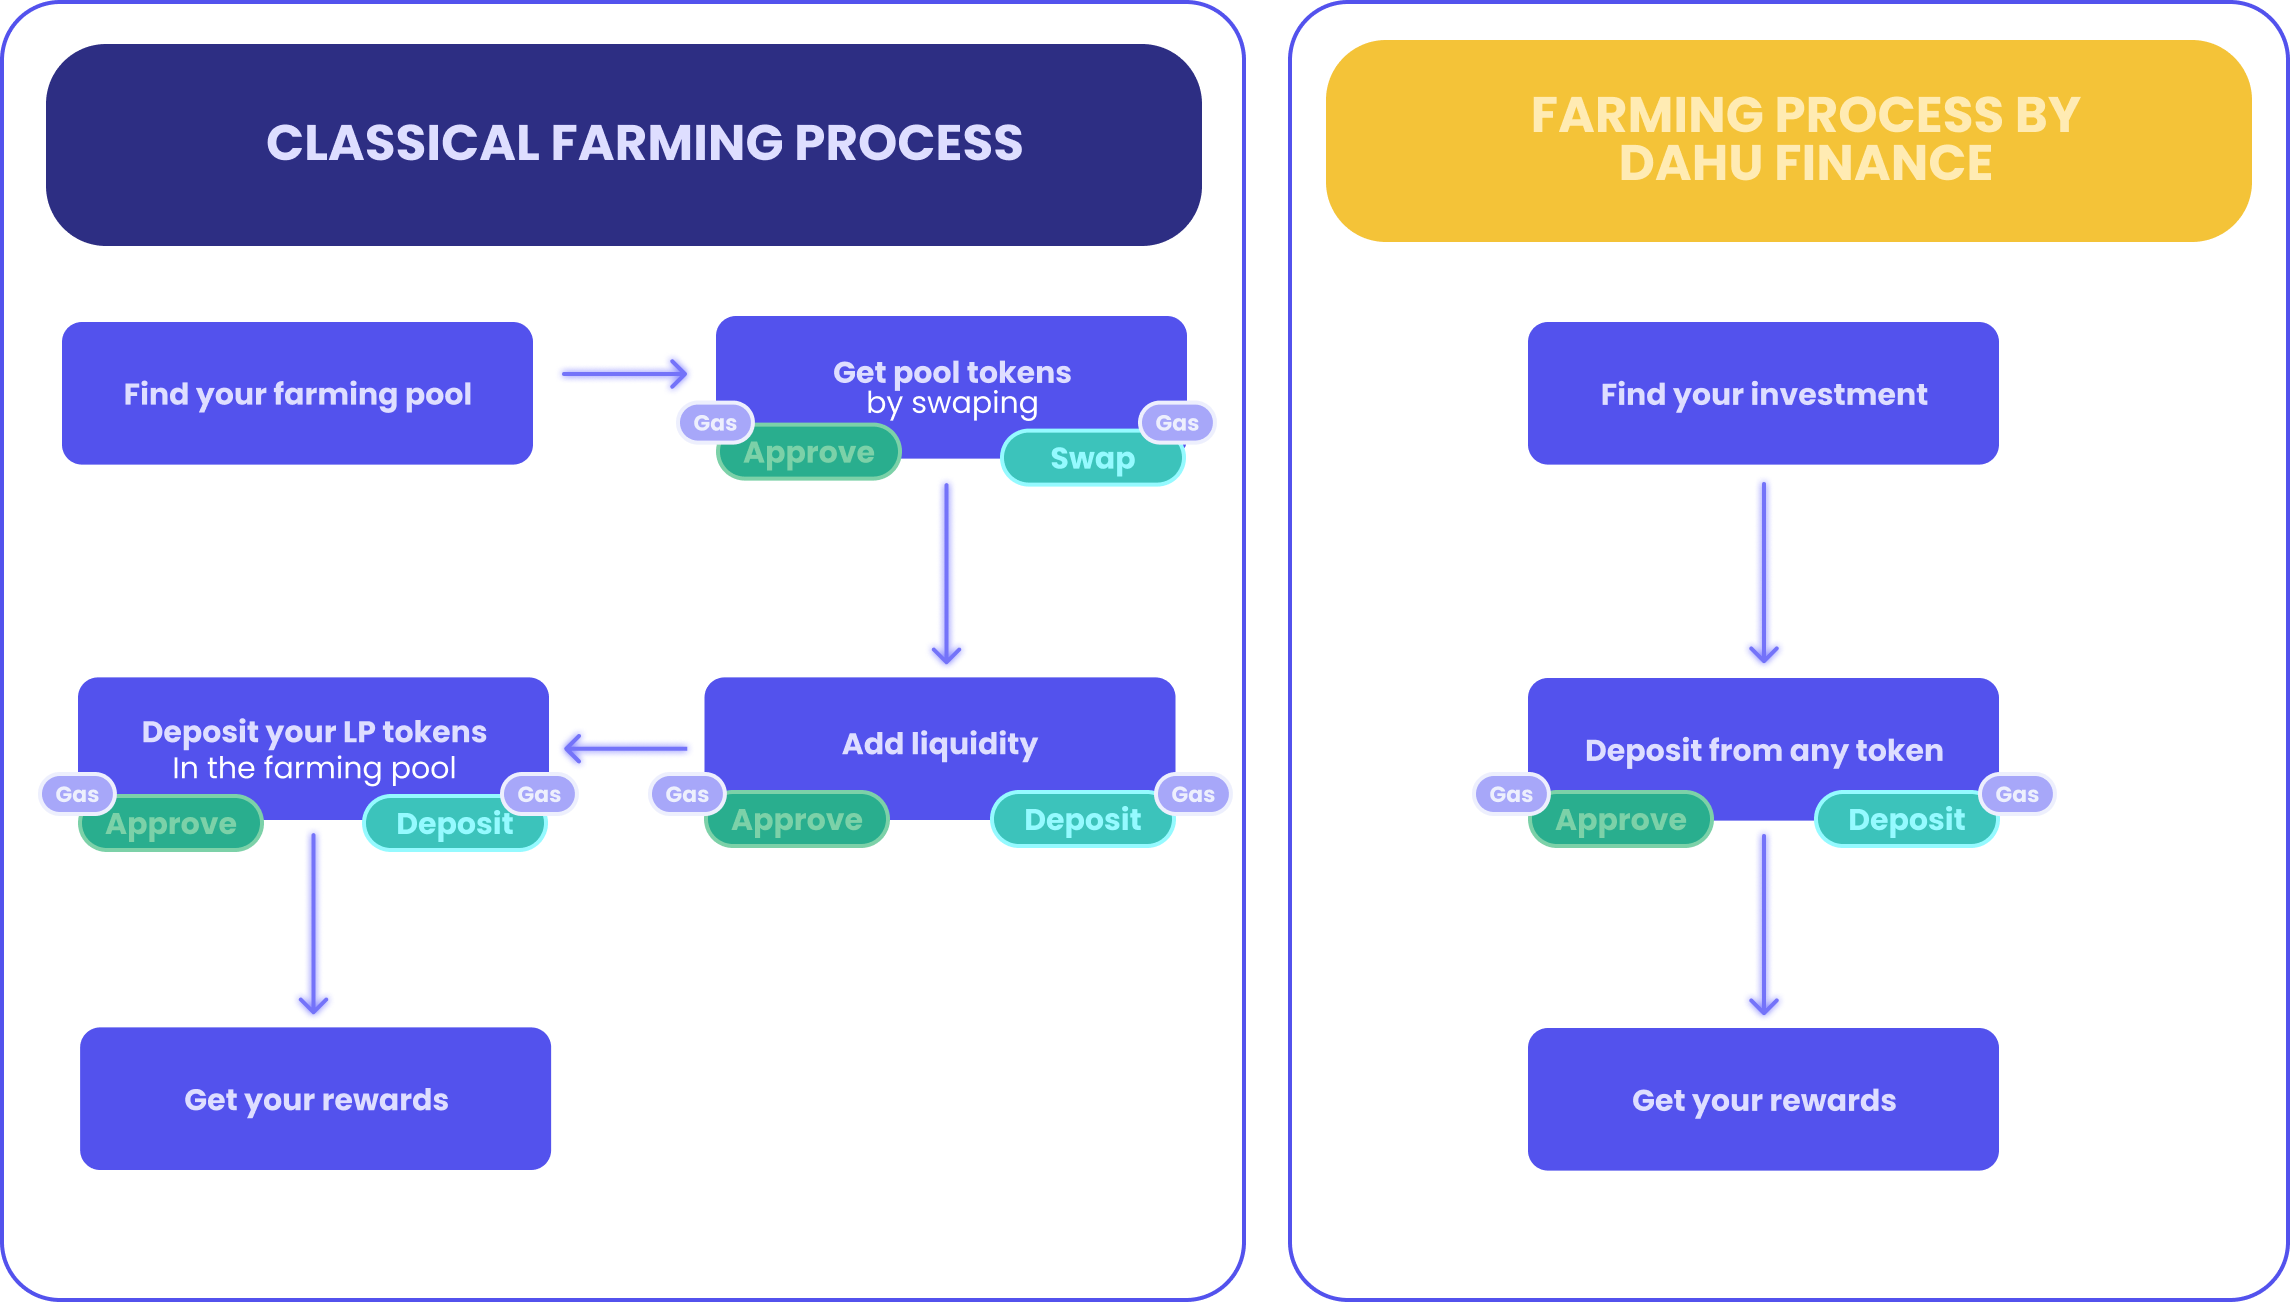 CLASSICAL FARMING PROCESS
Find your farming pool
Get pool tokens
by swaping
Gas
Approve
Gas
Swap
Add liquidity
Gas
Approve
Gas
Deposit
Deposit your LP tokens
In the farming pool
Gas
Approve
Gas
Deposit
Get your rewards
FARMING PROCESS BY
DAHU FINANCE
Find your investment
Deposit from any token
Gas
Approve
Gas
Deposit
Get your rewards